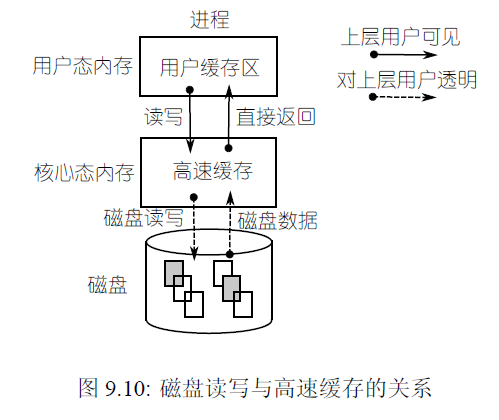 进程
上层用户可见
用户态内存
用户缓存区
对上层用户透明
读写
直接返回
核心态内存
高速缓存
磁盘读写
磁盘数据
磁盘
图 9.10: 磁盘读写与高速缓存的关系